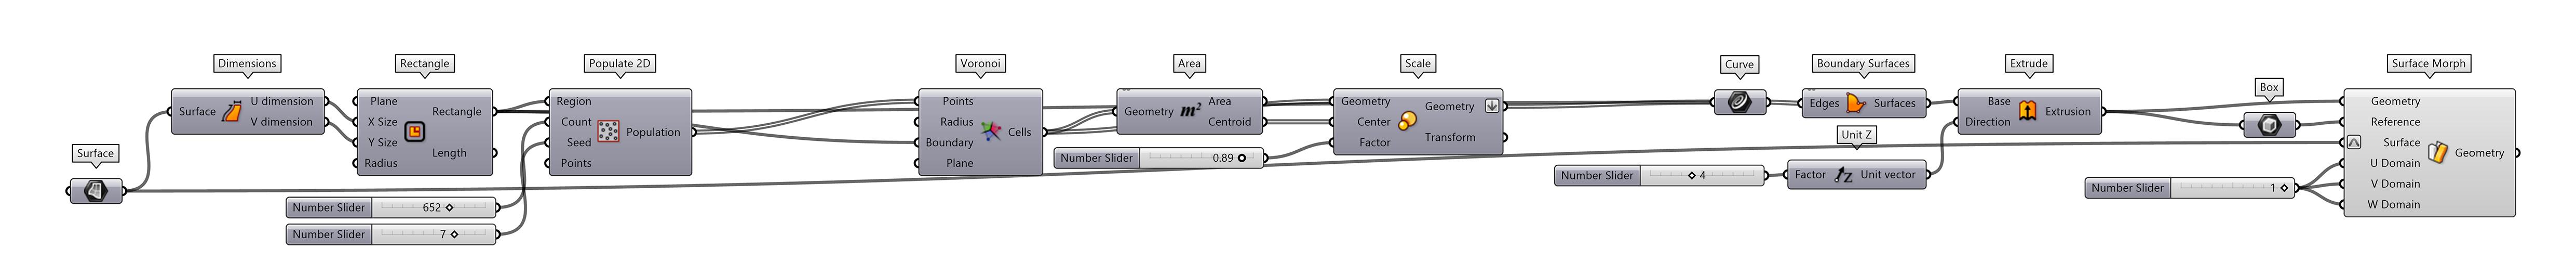 Surface
Dimensions
Surface
U dimension
V dimension
Rectangle
Plane
X Size
Y Size
Radius
Rectangle
Length
Number Slider 652
Number Slider 7
Populate 2D
Region
Count
Seed
Points
Population
Voronoi
Points
Radius
Boundary
Plane
Cells
Area
Geometry
m²
Area
Centroid
Number Slider 0.89
Scale
Geometry
Center
Factor
Geometry
Transform
Curve
Number Slider 4
Boundary Surfaces
Edges
Surfaces
Unit Z
Factor
Z
Unit vector
Extrude
Base
Direction
Extrusion
Box
Number Slider 1
Surface Morph
Geometry
Reference
Surface
U Domain
V Domain
W Domain
Geometry